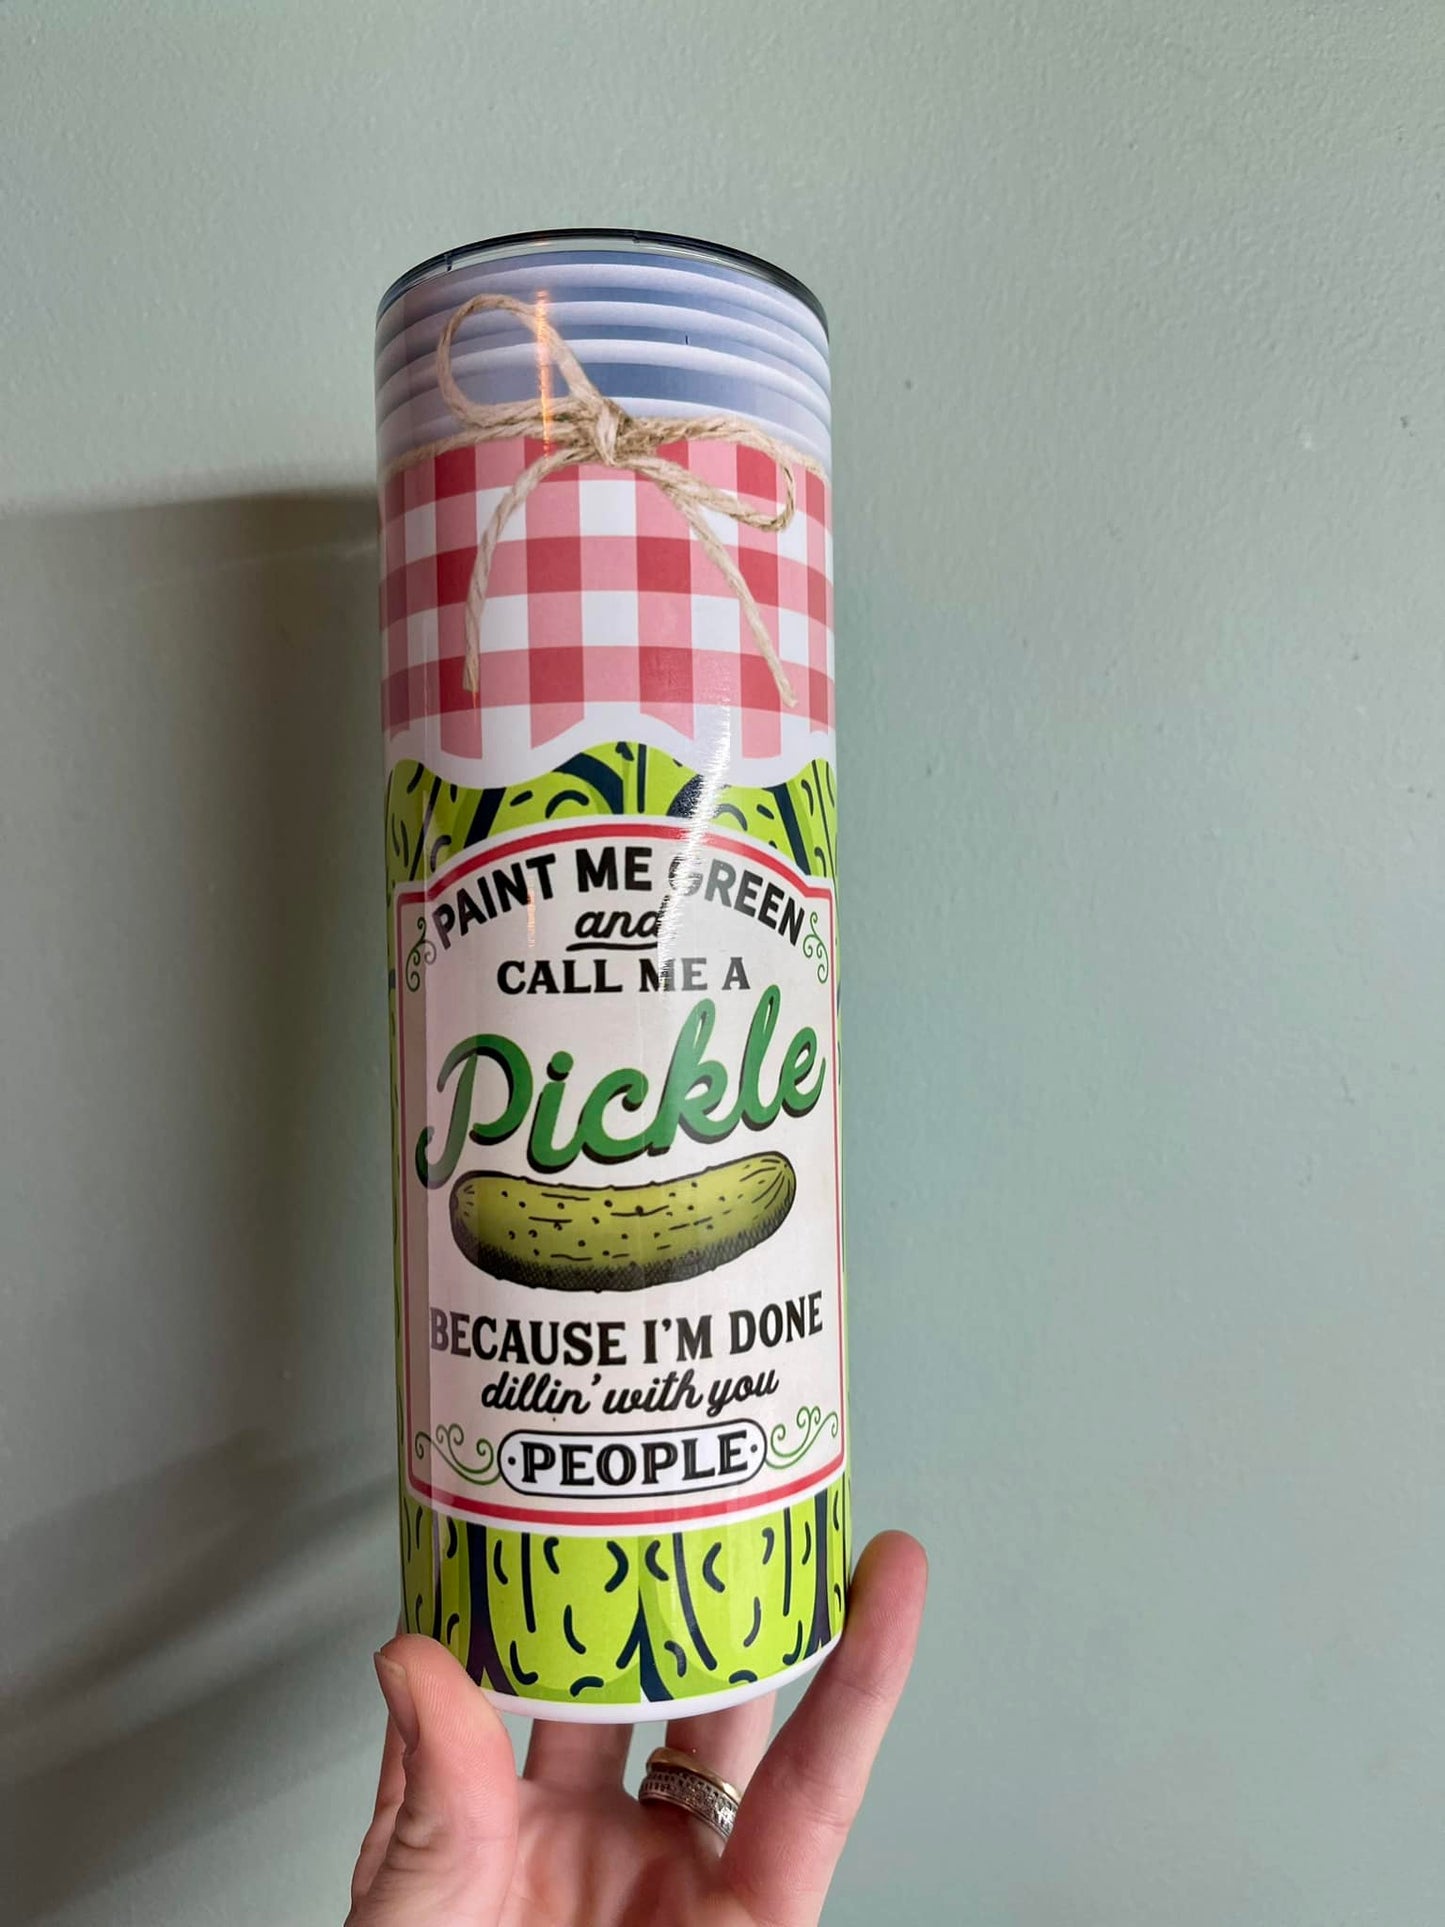 PAINT ME GREEN
and
CALL ME A
Pickle
BECAUSE I'M DONE
dillin' with you
·PEOPLE·